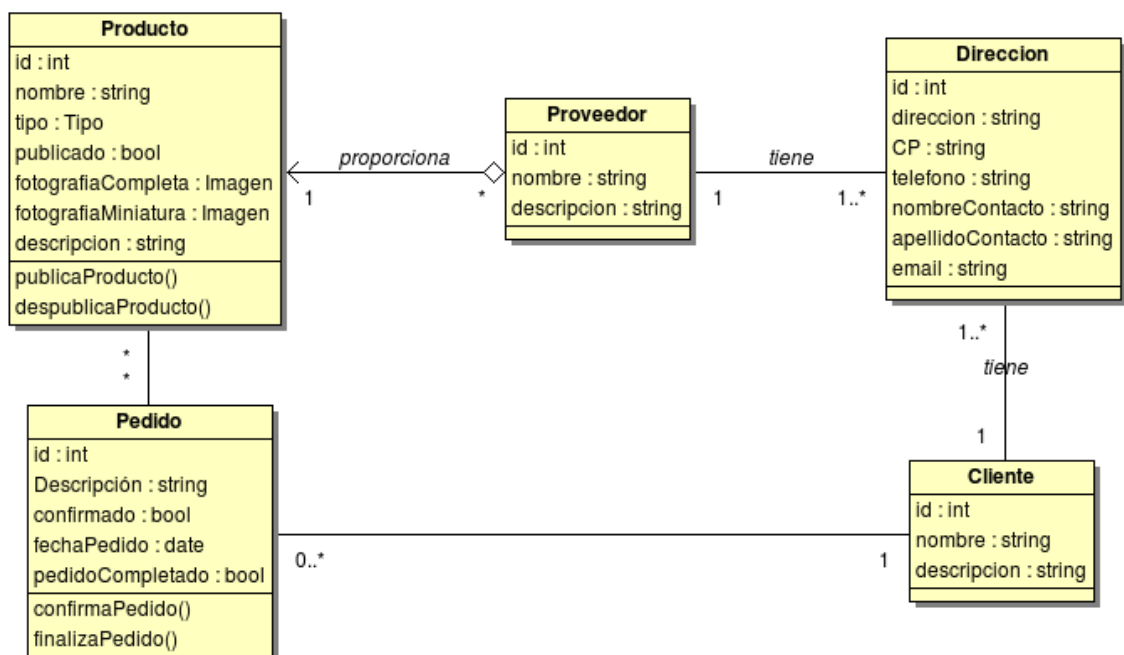 Producto
id : int
nombre : string
tipo : Tipo
publicado : bool
fotografiaCompleta : Imagen
fotografiaMiniatura : Imagen
descripcion : string
publicaProducto()
despublicaProducto()
proporciona
1
*
Proveedor
id : int
nombre : string
descripcion : string
tiene
1
1..*
Direccion
id : int
direccion : string
CP : string
telefono : string
nombreContacto : string
apellidoContacto : string
email : string
1..*
tiene
1
*
*
Pedido
id : int
Descripción : string
confirmado : bool
fechaPedido : date
pedidoCompletado : bool
confirmaPedido()
finalizaPedido()
0..*
1
Cliente
id : int
nombre : string
descripcion : string